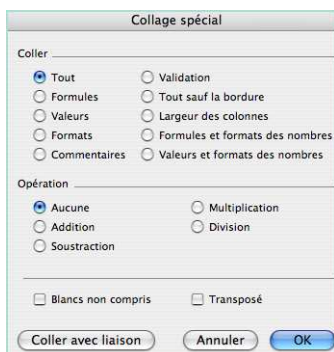 Collage spécial
Coller
Tout Validation
Formules Tout sauf la bordure
Valeurs Largeur des colonnes
Formats Formules et formats des nombres
Commentaires Valeurs et formats des nombres
Opération
Aucune Multiplication
Addition Division
Soustraction
Blancs non compris Transposé
Coller avec liaison Annuler OK